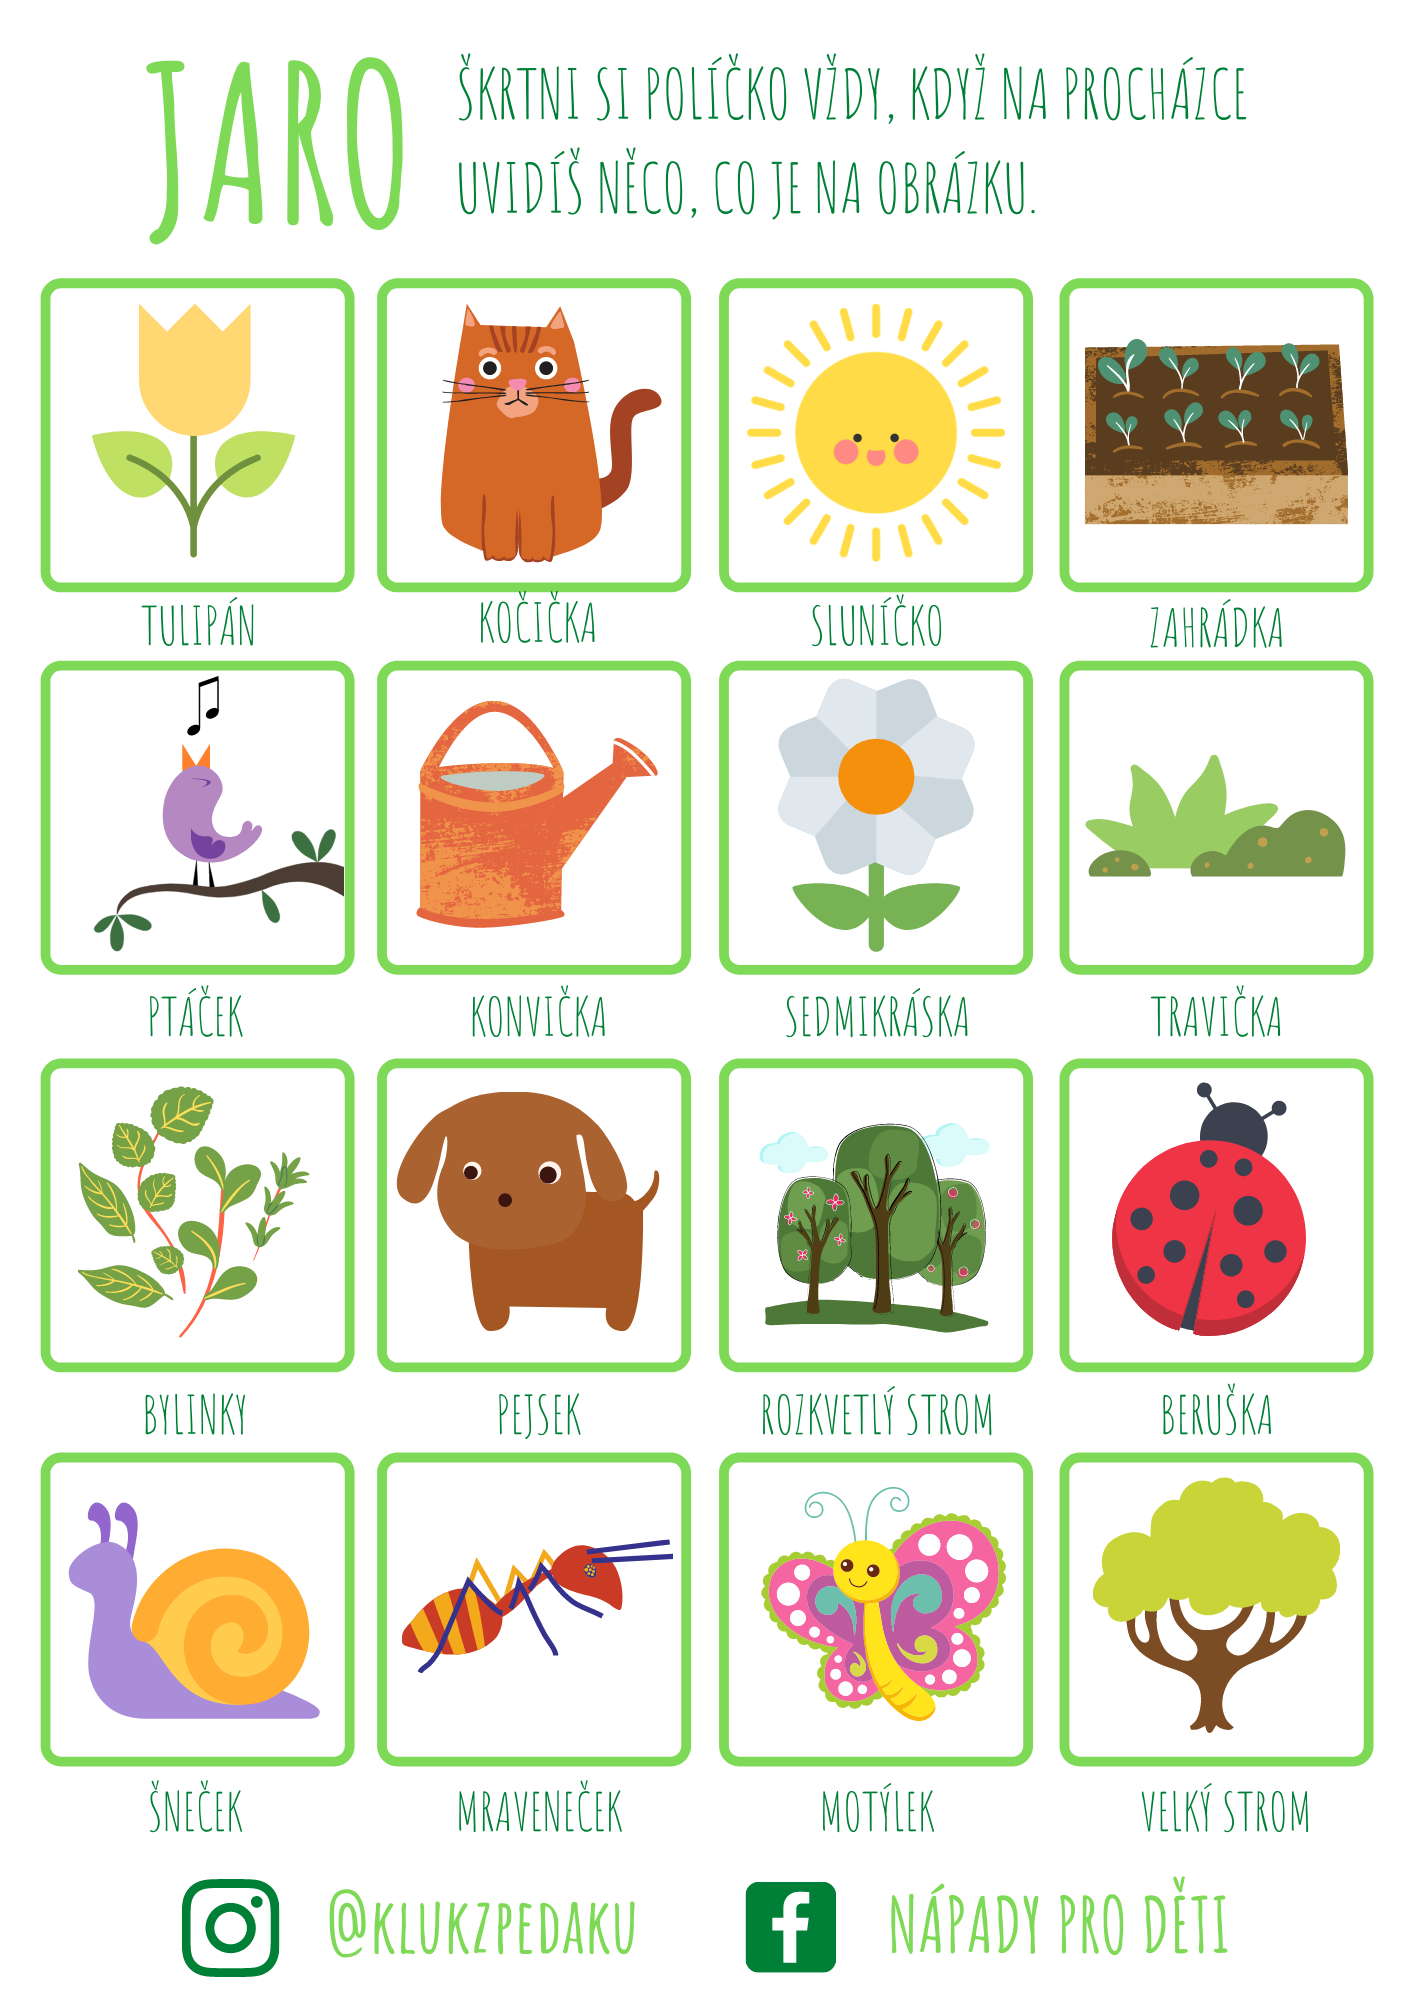 JARO
ŠKRTNI SI POLÍČKO VŽDY, KDYŽ NA PROCHÁZCE
UVIDÍŠ NĚCO, CO JE NA OBRÁZKU.
TULIPÁN
KOČIČKA
SLUNÍČKO
ZAHRÁDKA
PTÁČEK
KONVIČKA
SEDMIKRÁSKA
TRAVIČKA
BYLINKY
PEJSEK
ROZKVETLÝ STROM
BERUŠKA
ŠNEČEK
MRAVENEČEK
MOTÝLEK
VELKÝ STROM
@KLUKZPEDAKU
NÁPADY PRO DĚTI